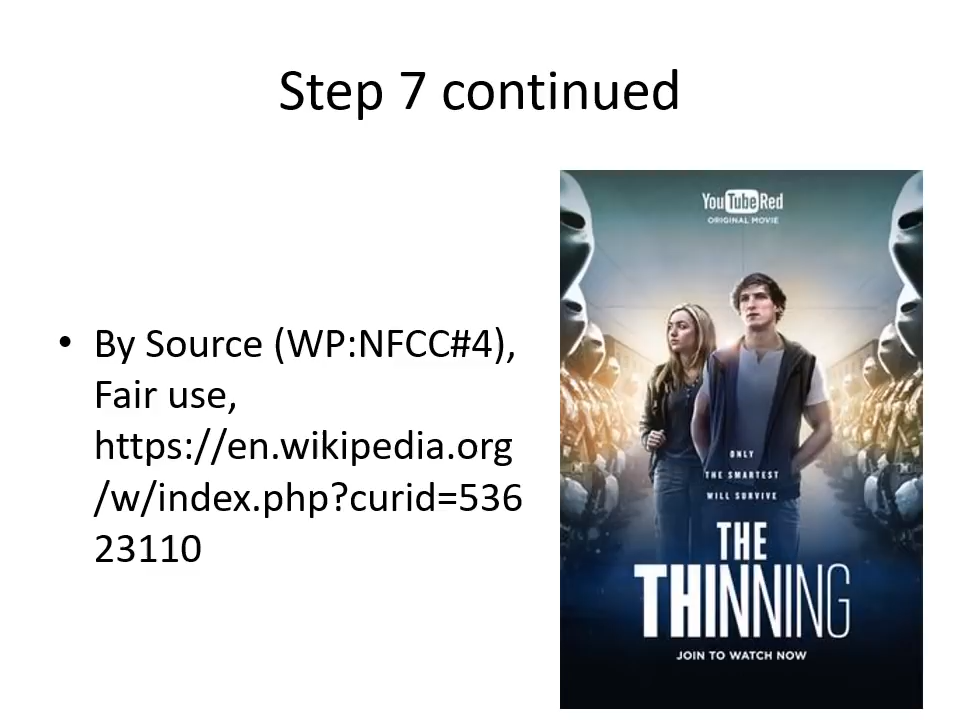 Step 7 continued
• By Source (WP:NFCC#4),
Fair use,
https://en.wikipedia.org
/w/index.php?curid=536
23110
YouTube Red
ORIGINAL MOVIE
ONLY
THE SMARTEST
WILL SURVIVE
THE
THINNING
JOIN TO WATCH NOW